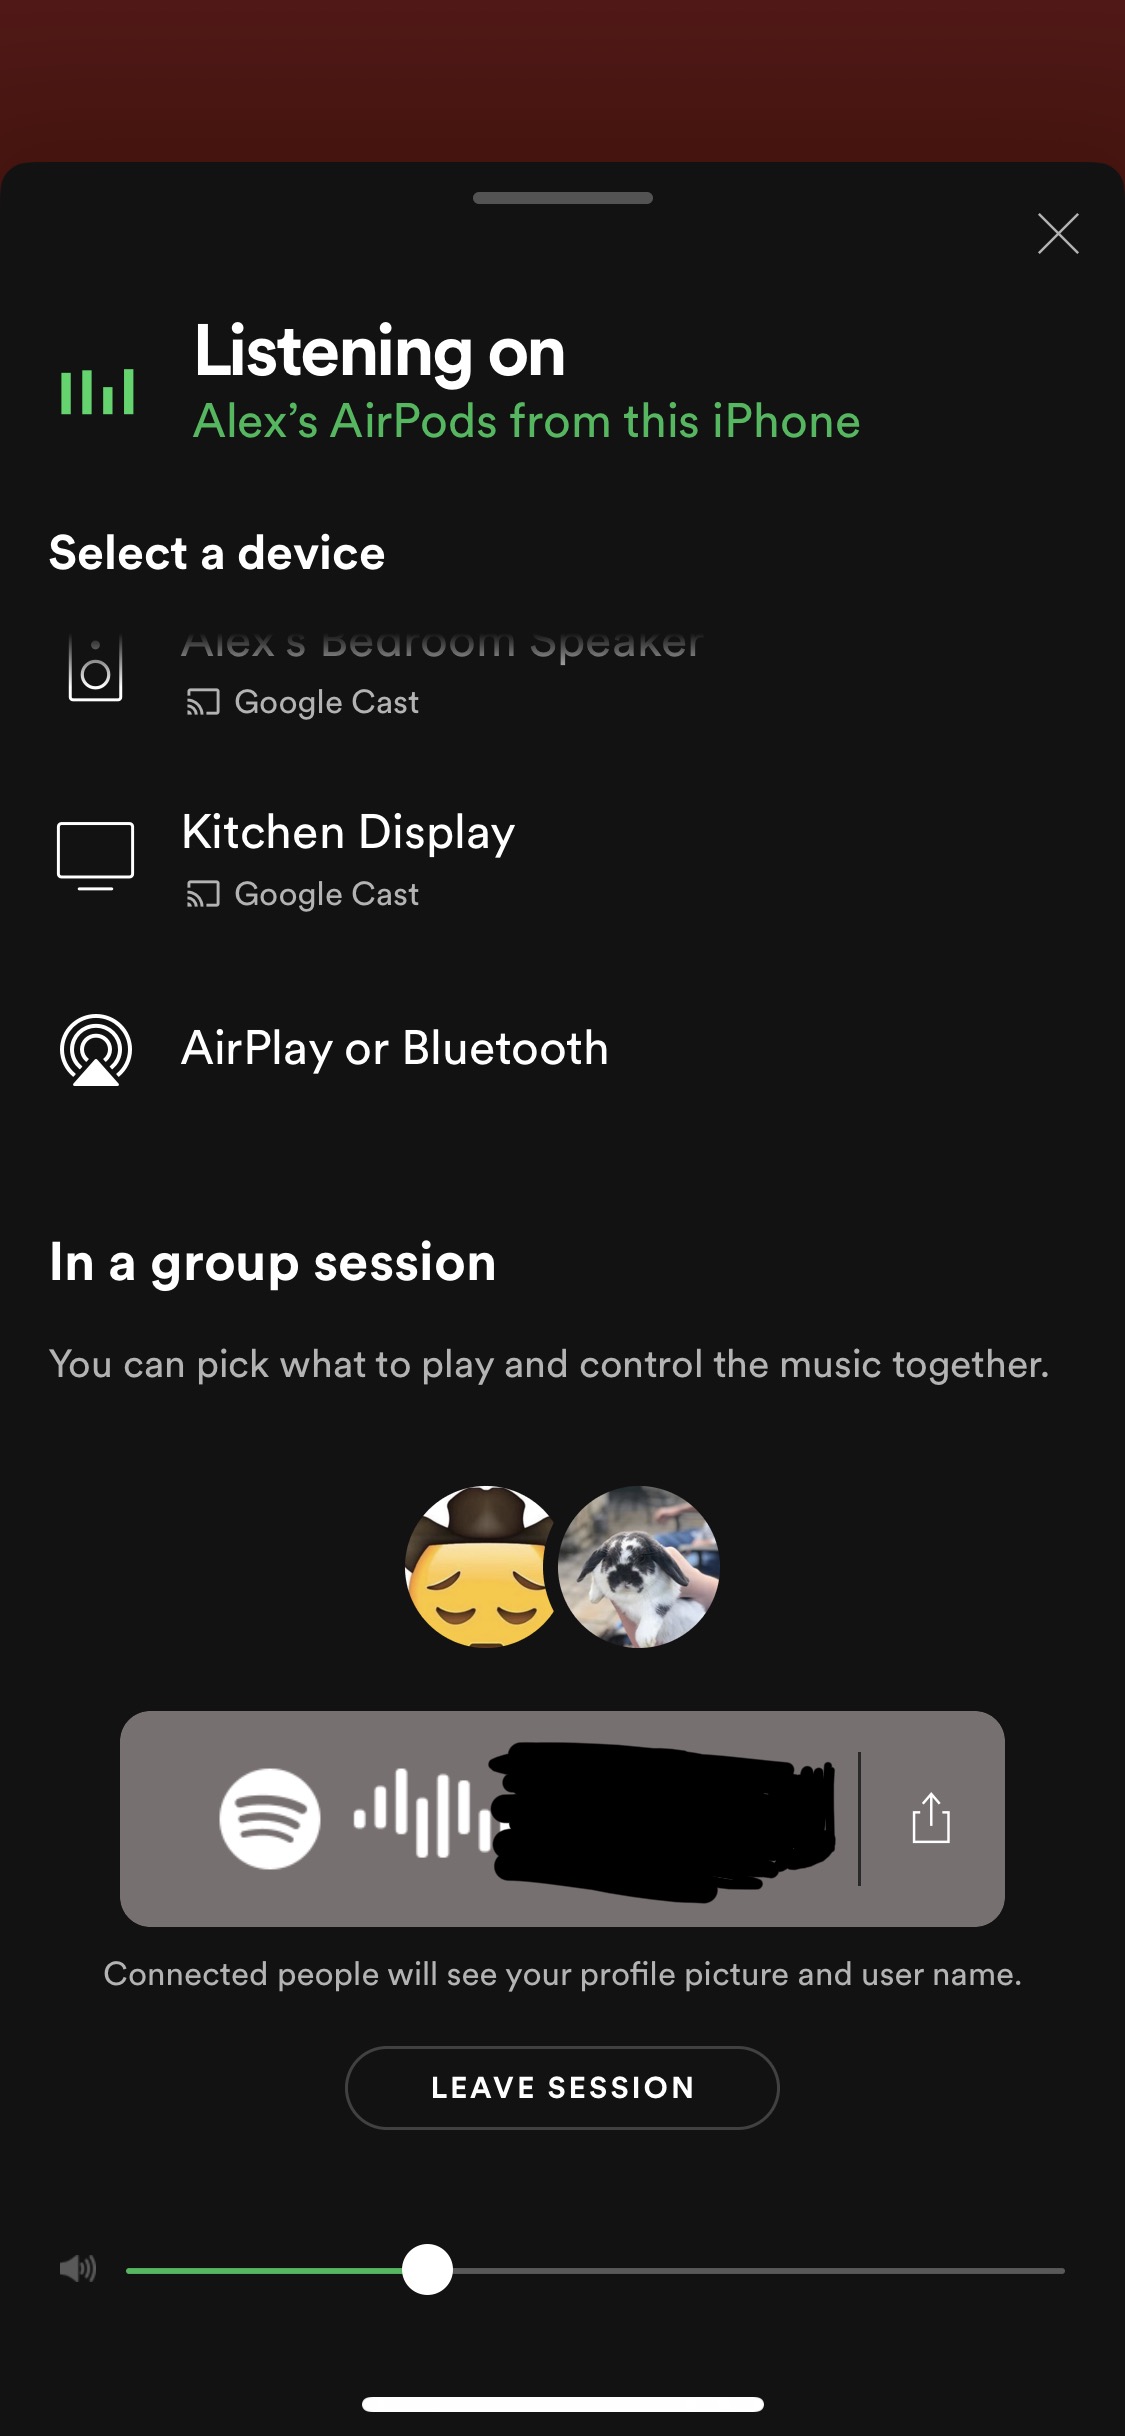 Listening on
Alex’s AirPods from this iPhone
Select a device
Alex's Bedroom Speaker
Google Cast
Kitchen Display
Google Cast
AirPlay or Bluetooth
In a group session
You can pick what to play and control the music together.
Connected people will see your profile picture and user name.
LEAVE SESSION